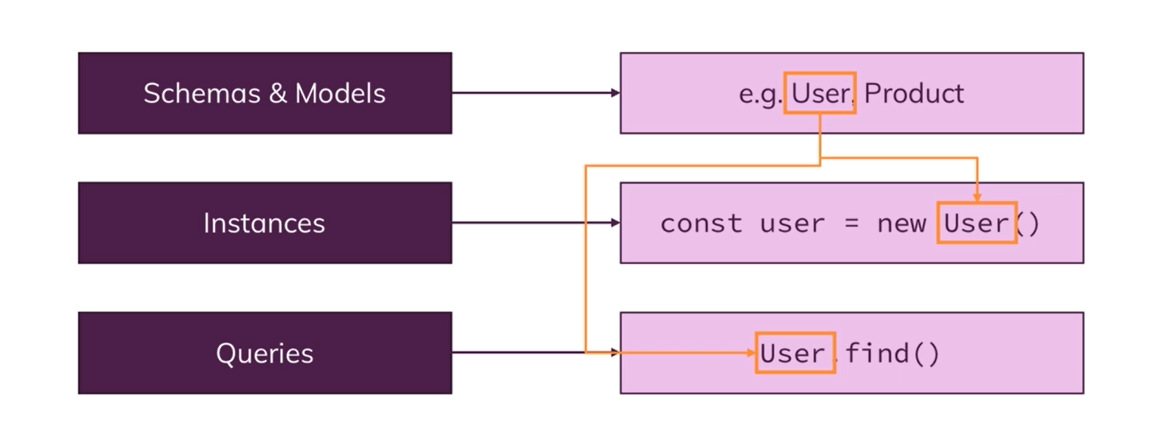 Schemas & Models
e.g. User, Product
Instances
const user = new User()
Queries
User.find()